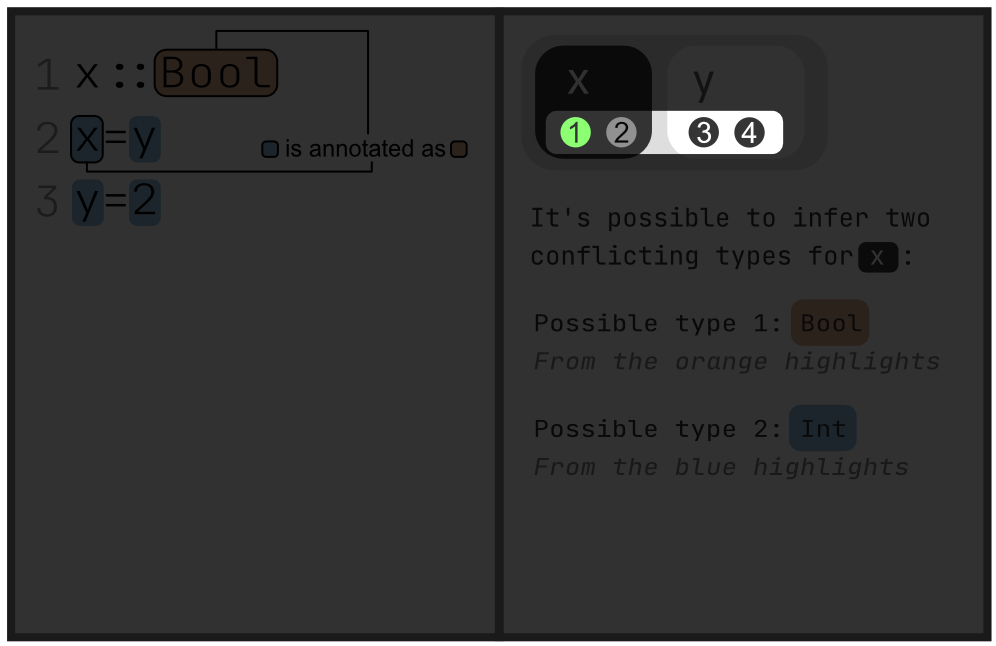 1 x::Bool
2 x=y
is annotated as
3 y=2
x y
1 2 3 4
It's possible to infer two
conflicting types for x :
Possible type 1: Bool
From the orange highlights
Possible type 2: Int
From the blue highlights